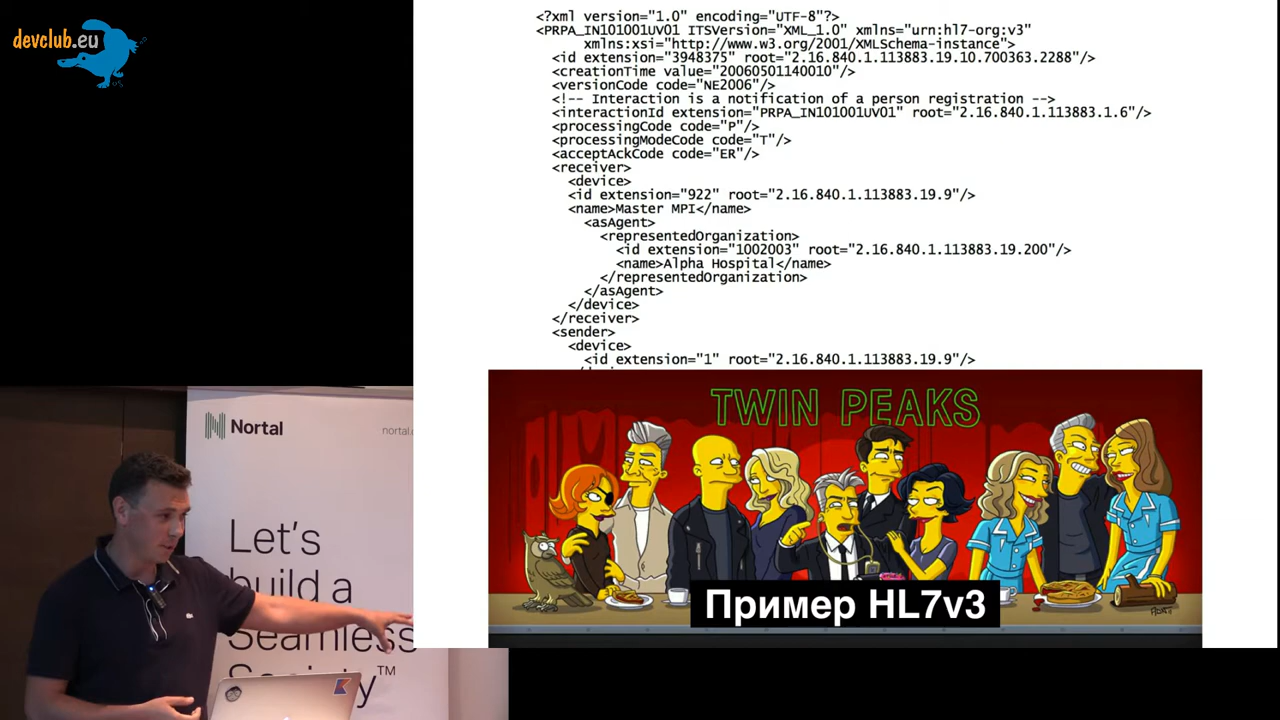 devclub.eu
<?xml version="1.0" encoding="UTF-8"?>
<PRPA_IN101001UV01 ITSVersion="XML_1.0" xmlns="urn:hl7-org:v3"
xmlns:xsi="http://www.w3.org/2001/XMLSchema-instance">
<id extension="3948375" root="2.16.840.1.113883.19.10.700363.2288"/>
<creationTime value="20060501140010"/>
<versionCode code="NE2006"/>
<!-- Interaction is a notification of a person registration -->
<interactionId extension="PRPA_IN101001UV01" root="2.16.840.1.113883.1.6"/>
<processingCode code="P"/>
<processingModeCode code="T"/>
<acceptAckCode code="ER"/>
<receiver>
<device>
<id extension="922" root="2.16.840.1.113883.19.9"/>
<name>Master MPI</name>
<asAgent>
<representedOrganization>
<id extension="1002003" root="2.16.840.1.113883.19.200"/>
<name>Alpha Hospital</name>
</representedOrganization>
</asAgent>
</device>
</receiver>
<sender>
<device>
<id extension="1" root="2.16.840.1.113883.19.9"/>
TWIN PEAKS
Пример HL7v3
Nortal
nortal
Let's
build a
Seamless
Society™